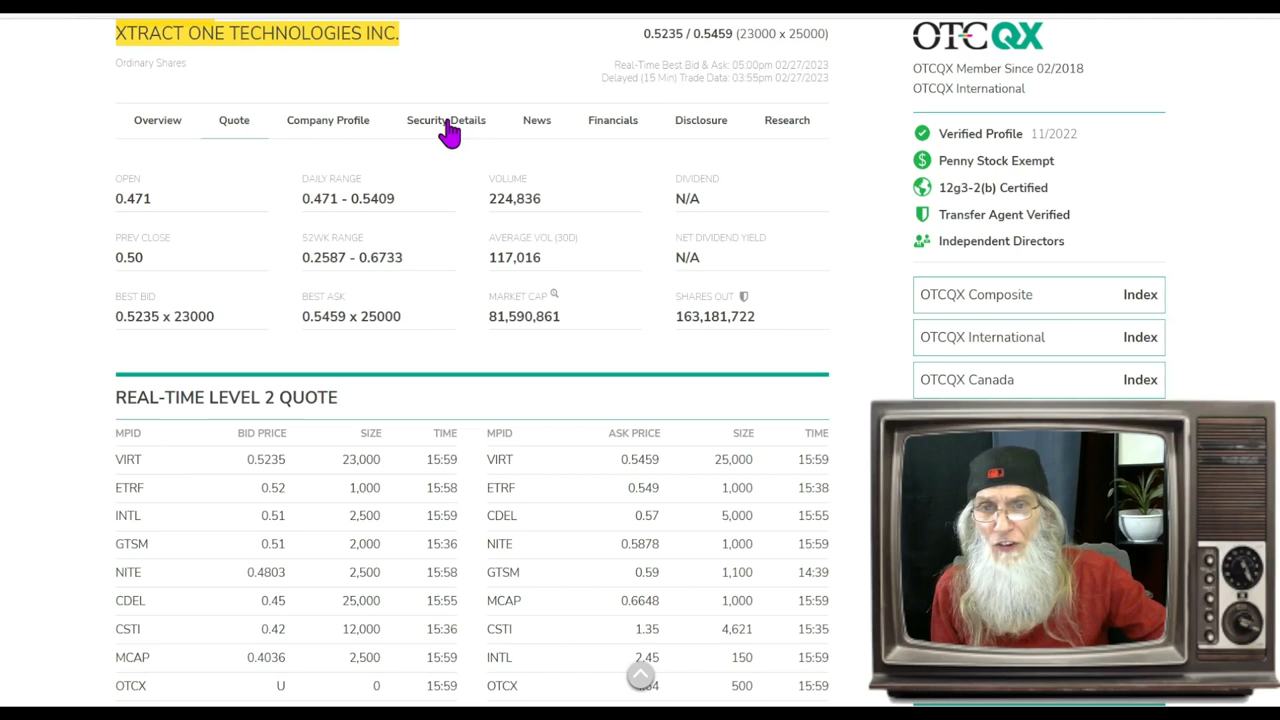 XTRACT ONE TECHNOLOGIES INC.
0.5235 / 0.5459 (23000 x 25000)
Ordinary Shares
Real-Time Best Bid & Ask: 05:00pm 02/27/2023
Delayed (15 Min) Trade Data: 03:55pm 02/27/2023
Overview Quote Company Profile Security Details News Financials Disclosure Research
OPEN DAILY RANGE VOLUME DIVIDEND
0.471 0.471 - 0.5409 224,836 N/A
PREV CLOSE 52WK RANGE AVERAGE VOL (30D) NET DIVIDEND YIELD
0.50 0.2587 - 0.6733 117,016 N/A
BEST BID BEST ASK MARKET CAP SHARES OUT
0.5235 x 23000 0.5459 x 25000 81,590,861 163,181,722
REAL-TIME LEVEL 2 QUOTE
MPID BID PRICE SIZE TIME MPID ASK PRICE SIZE TIME
VIRT 0.5235 23,000 15:59 VIRT 0.5459 25,000 15:59
ETRF 0.52 1,000 15:58 ETRF 0.549 1,000 15:38
INTL 0.51 2,500 15:59 CDEL 0.57 5,000 15:55
GTSM 0.51 2,000 15:36 NITE 0.5878 1,000 15:59
NITE 0.4803 2,500 15:58 GTSM 0.59 1,100 14:39
CDEL 0.45 25,000 15:55 MCAP 0.6648 1,000 15:59
CSTI 0.42 12,000 15:36 CSTI 1.35 4,621 15:35
MCAP 0.4036 2,500 15:59 INTL 2.45 150 15:59
OTCX U 0 15:59 OTCX 500 15:59
OTCQX
OTCQX Member Since 02/2018
OTCQX International
Verified Profile 11/2022
Penny Stock Exempt
12g3-2(b) Certified
Transfer Agent Verified
Independent Directors
OTCQX Composite Index
OTCQX International Index
OTCQX Canada Index